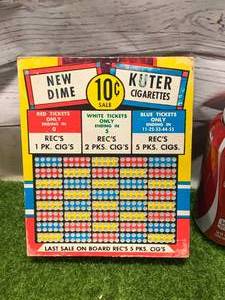 NEW DIME
10¢ SALE
KUTER CIGARETTES
RED TICKETS ONLY
ENDING IN
0
REC'S
1 PK. CIG'S
WHITE TICKETS ONLY
ENDING IN
5
REC'S
2 PKS. CIG'S
BLUE TICKETS ONLY
ENDING IN
11-22-33-44-55
REC'S
5 PKS. CIGS.
LAST SALE ON BOARD REC'S 5 PKS. CIG'S